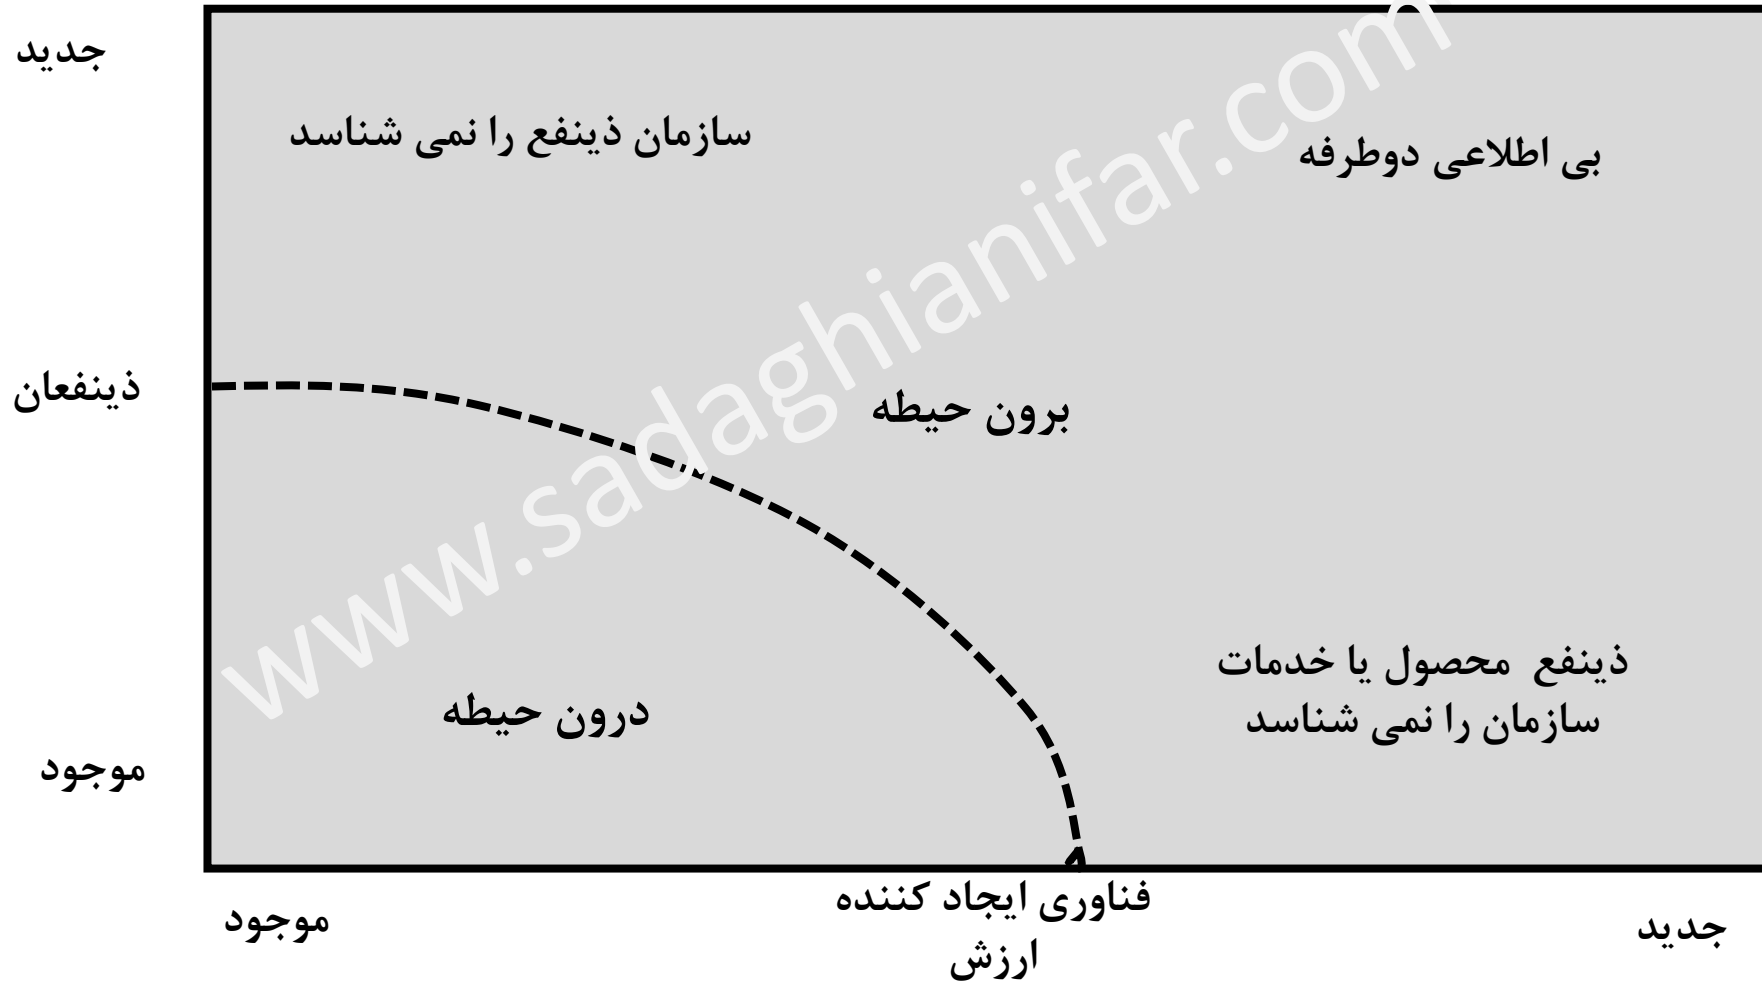 جدید
سازمان ذینفع را نمی شناسد
بی اطلاعی دوطرفه
ذینفعان
برون حیطه
ذینفع محصول یا خدمات
سازمان را نمی شناسد
درون حیطه
موجود
فناوری ایجاد کننده
ارزش
موجود
جدید
www.sadaghianifar.com